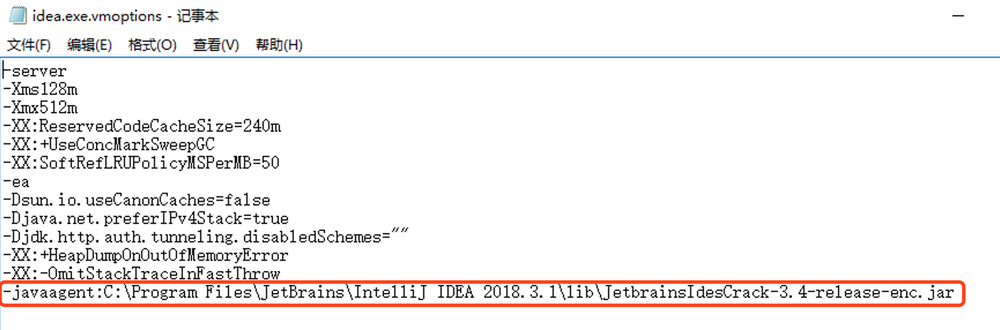 idea.exe.vmoptions - 记事本
文件(F) 编辑(E) 格式(O) 查看(V) 帮助(H)
-server
-Xms128m
-Xmx512m
-XX:ReservedCodeCacheSize=240m
-XX:+UseConcMarkSweepGC
-XX:SoftRefLRUPolicyMSPerMB=50
-ea
-Dsun.io.useCanonCaches=false
-Djava.net.preferIPv4Stack=true
-Djdk.http.auth.tunneling.disabledSchemes=""
-XX:+HeapDumpOnOutOfMemoryError
-XX:-OmitStackTraceInFastThrow
-javaagent:C:\Program Files\JetBrains\IntelliJ IDEA 2018.3.1\lib\JetbrainsIdesCrack-3.4-release-enc.jar